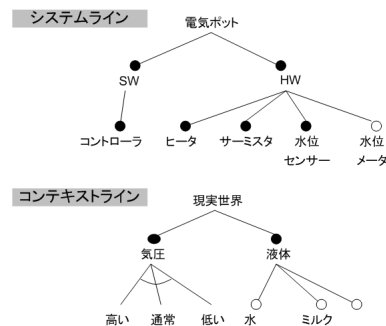 システムライン
電気ポット
SW
HW
コントローラ
ヒータ
サーミスタ
水位
センサー
水位
メータ
コンテキストライン
現実世界
気圧
液体
高い
通常
低い
水
ミルク